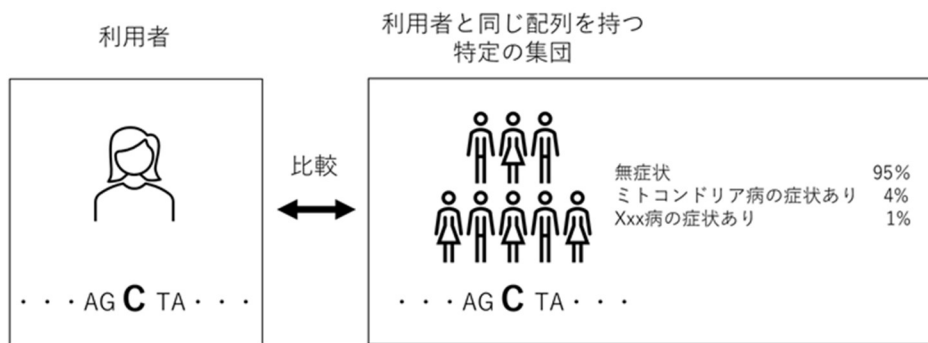 利用者
利用者と同じ配列を持つ
特定の集団
比較
無症状 95%
ミトコンドリア病の症状あり 4%
Xxx病の症状あり 1%
・・・AG C TA・・・
・・・AG C TA・・・